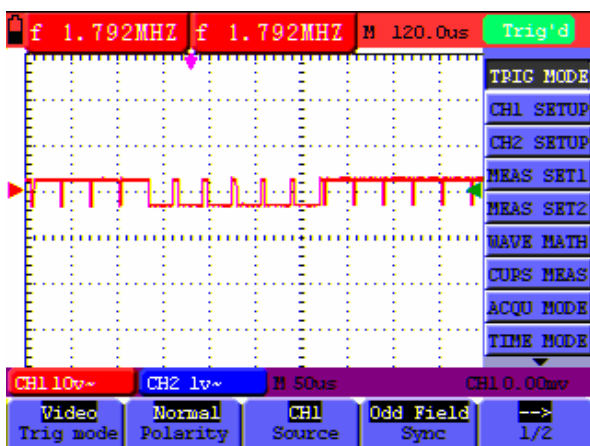 f 1.792MHZ f 1.792MHZ M 120.0us Trig'd
TRIG MODE
CH1 SETUP
CH2 SETUP
MEAS SET1
MEAS SET2
WAVE MATH
CURS MEAS
ACQU MODE
TIME MODE
CH1 10v~ CH2 1v~ M 50us CH1 0.00mv
Video Normal CH1 Odd Field -->
Trig mode Polarity Source Sync 1/2